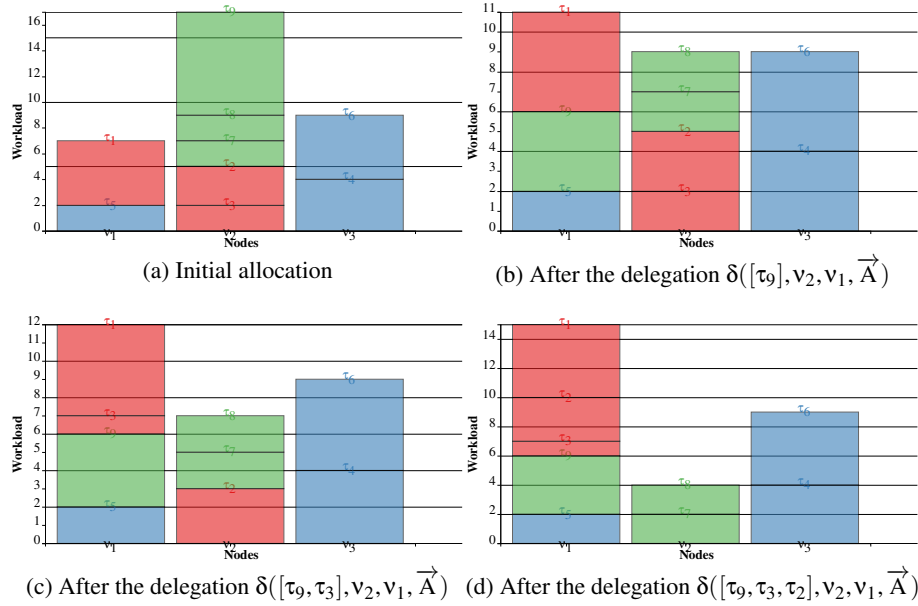 16
14
12
10
8
6
4
2
0
Workload
τ9
τ8
τ7
τ2
τ3
τ1
τ5
τ6
τ4
ν1 ν2 ν3
Nodes
(a) Initial allocation
11
10
9
8
7
6
5
4
3
2
1
0
Workload
τ1
τ9
τ5
τ8
τ7
τ2
τ3
τ6
τ4
ν1 ν2 ν3
Nodes
(b) After the delegation δ([τ9],ν2,ν1,A⃗)
12
11
10
9
8
7
6
5
4
3
2
1
0
Workload
τ1
τ3
τ9
τ5
τ8
τ7
τ2
τ6
τ4
ν1 ν2 ν3
Nodes
(c) After the delegation δ([τ9,τ3],ν2,ν1,A⃗)
14
12
10
8
6
4
2
0
Workload
τ1
τ2
τ3
τ9
τ5
τ8
τ7
τ6
τ4
ν1 ν2 ν3
Nodes
(d) After the delegation δ([τ9,τ3,τ2],ν2,ν1,A⃗)